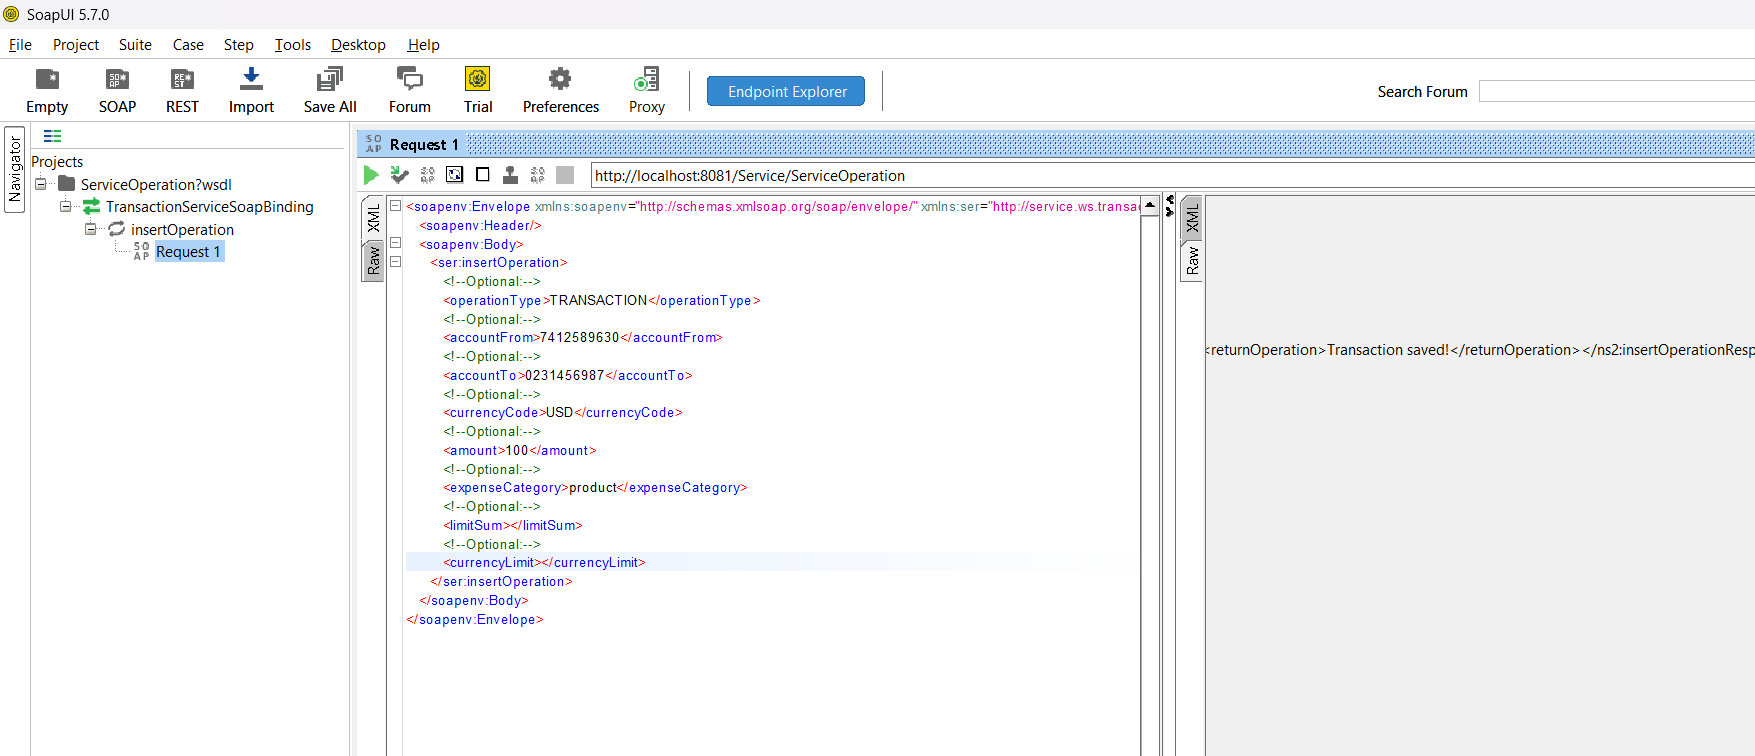 SoapUI 5.7.0
File Project Suite Case Step Tools Desktop Help
Empty SOAP REST Import Save All Forum Trial Preferences Proxy Endpoint Explorer Search Forum
Navigator
Projects
ServiceOperation?wsdl
TransactionServiceSoapBinding
insertOperation
SO AP Request 1
SO AP Request 1
http://localhost:8081/Service/ServiceOperation
XML
Raw
<soapenv:Envelope xmlns:soapenv="http://schemas.xmlsoap.org/soap/envelope/" xmlns:ser="http://service.ws.transac
<soapenv:Header/>
<soapenv:Body>
<ser:insertOperation>
<!--Optional:-->
<operationType>TRANSACTION</operationType>
<!--Optional:-->
<accountFrom>7412589630</accountFrom>
<!--Optional:-->
<accountTo>0231456987</accountTo>
<!--Optional:-->
<currencyCode>USD</currencyCode>
<!--Optional:-->
<amount>100</amount>
<!--Optional:-->
<expenseCategory>product</expenseCategory>
<!--Optional:-->
<limitSum></limitSum>
<!--Optional:-->
<currencyLimit></currencyLimit>
</ser:insertOperation>
</soapenv:Body>
</soapenv:Envelope>
XML
Raw
<returnOperation>Transaction saved!</returnOperation></ns2:insertOperationResp